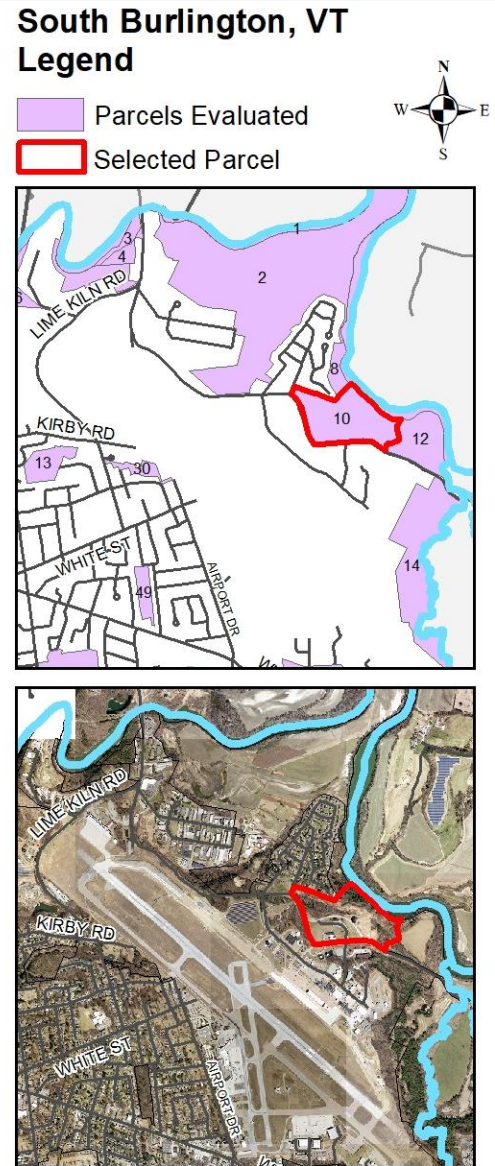 South Burlington, VT
Legend
N
W E
S
Parcels Evaluated
Selected Parcel
1
3
4
2
6
LIME KILN RD
8
10
12
KIRBY RD
13
30
WHITE ST
14
49
AIRPORT DR
LIME KILN RD
KIRBY RD
WHITE ST
AIRPORT DR